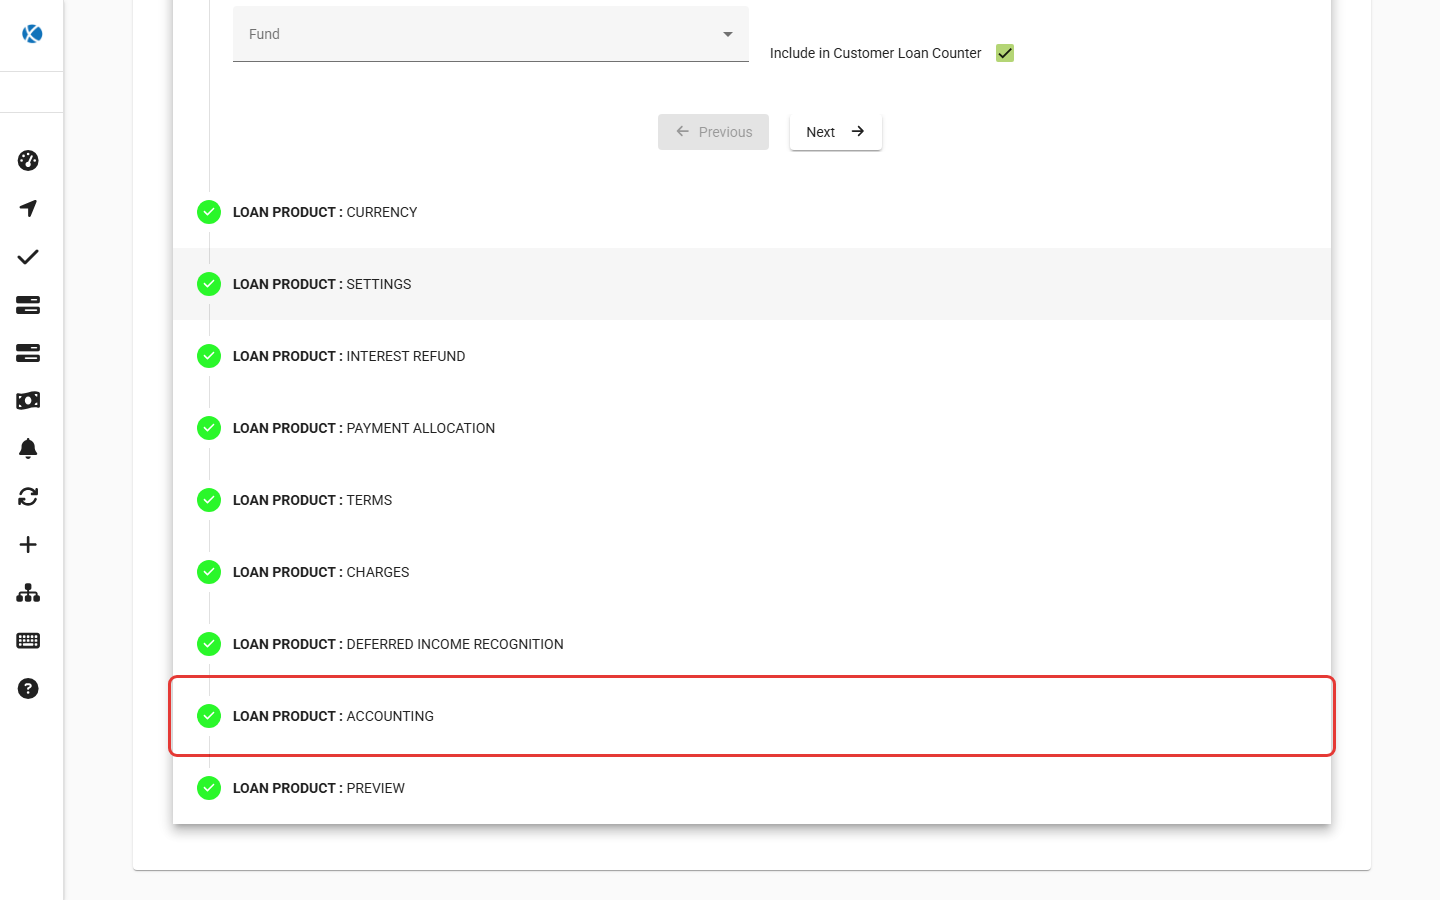 Fund
Include in Customer Loan Counter
Previous
Next
LOAN PRODUCT : CURRENCY
LOAN PRODUCT : SETTINGS
LOAN PRODUCT : INTEREST REFUND
LOAN PRODUCT : PAYMENT ALLOCATION
LOAN PRODUCT : TERMS
LOAN PRODUCT : CHARGES
LOAN PRODUCT : DEFERRED INCOME RECOGNITION
LOAN PRODUCT : ACCOUNTING
LOAN PRODUCT : PREVIEW